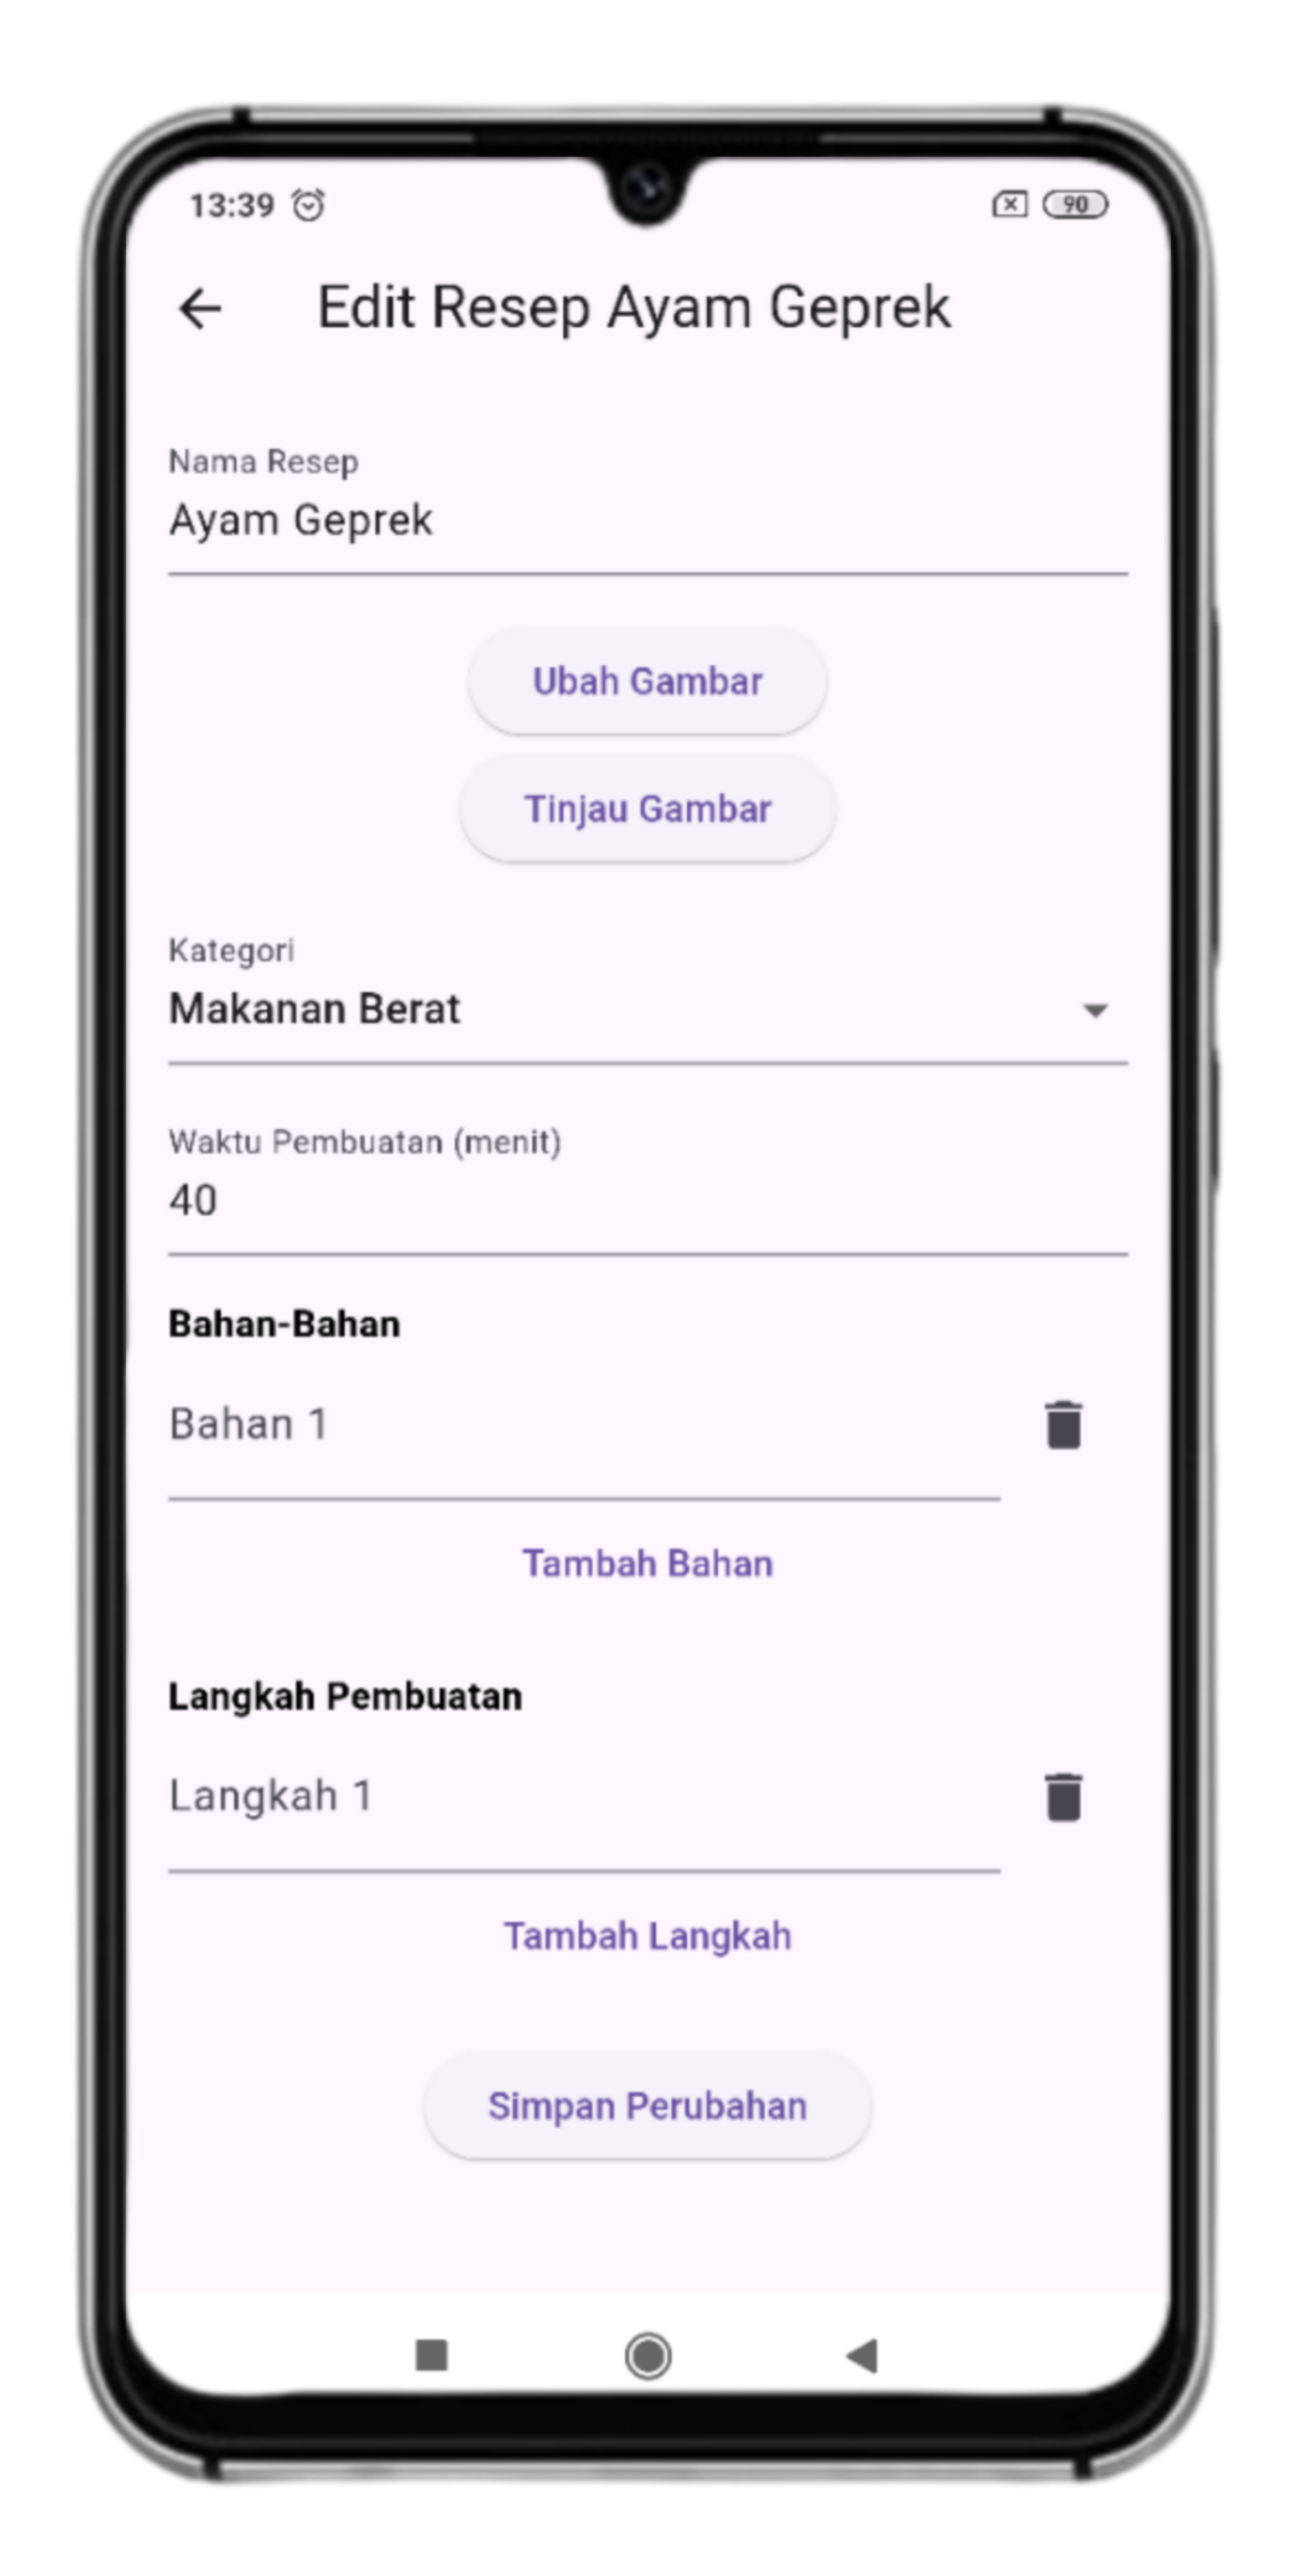 13:39
90
Edit Resep Ayam Geprek
Nama Resep
Ayam Geprek
Ubah Gambar
Tinjau Gambar
Kategori
Makanan Berat
Waktu Pembuatan (menit)
40
Bahan-Bahan
Bahan 1
Tambah Bahan
Langkah Pembuatan
Langkah 1
Tambah Langkah
Simpan Perubahan